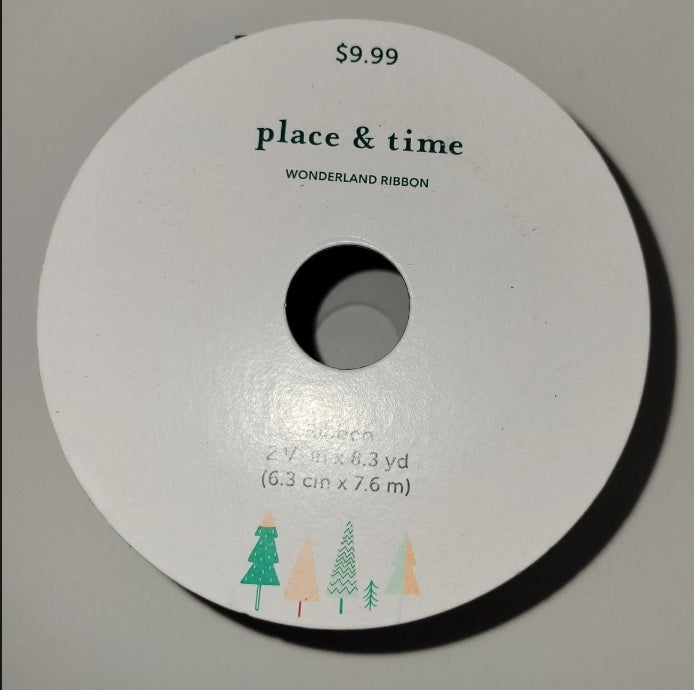 $9.99
place & time
WONDERLAND RIBBON
x 8.3 yd
(6.3 cm x 7.6 m)